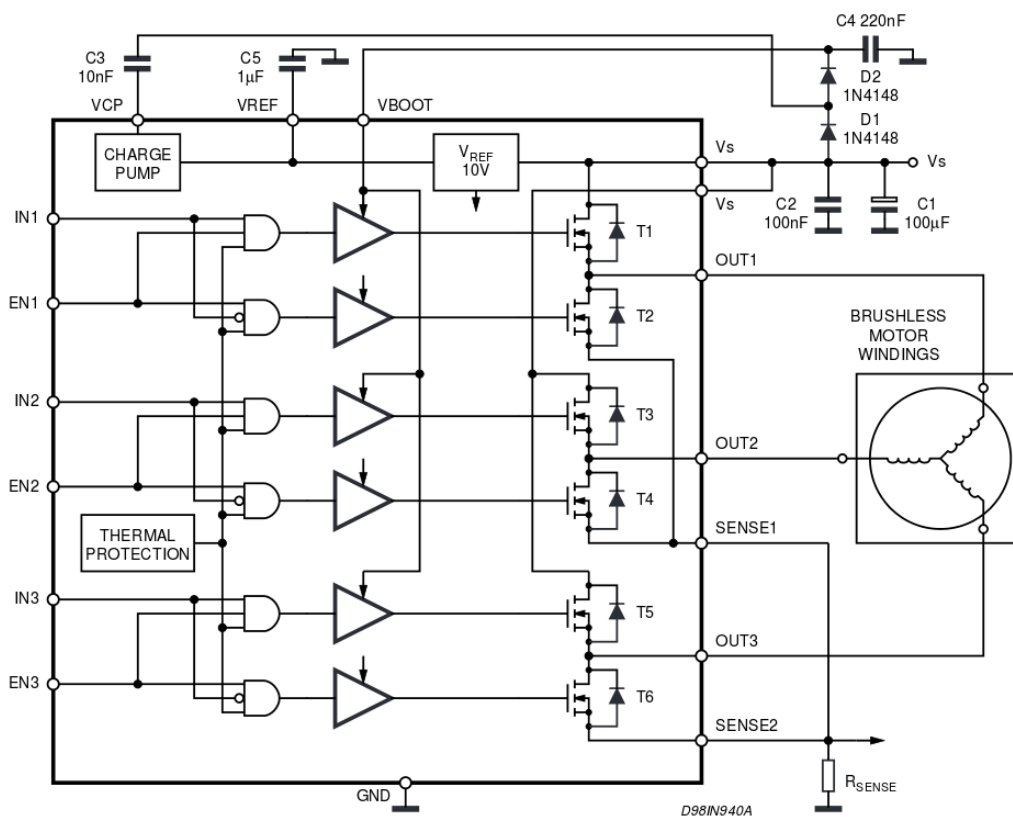 C4 220nF
C3
10nF
C5
1µF
D2
1N4148
D1
1N4148
VCP
VREF
VBOOT
CHARGE
PUMP
VREF
10V
Vs
Vs
Vs
C2
100nF
C1
100µF
IN1
T1
OUT1
EN1
T2
BRUSHLESS
MOTOR
WINDINGS
IN2
T3
OUT2
EN2
T4
THERMAL
PROTECTION
SENSE1
IN3
T5
OUT3
EN3
T6
SENSE2
GND
RSENSE
D98IN940A